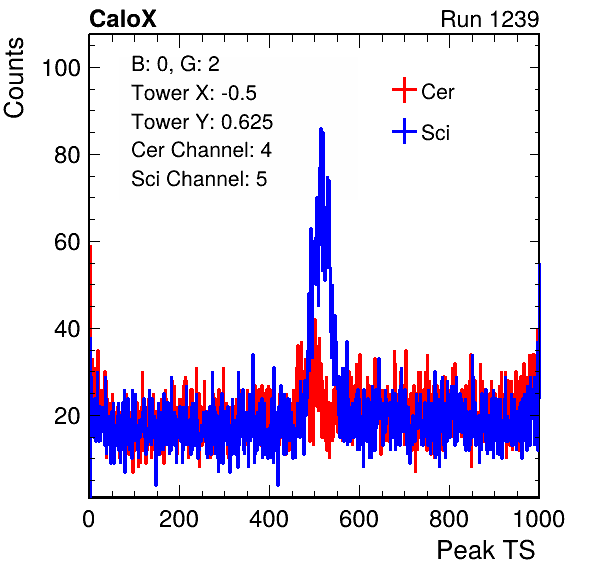 CaloX Run 1239
Counts
B: 0, G: 2
Tower X: -0.5
Tower Y: 0.625
Cer Channel: 4
Sci Channel: 5
Cer
Sci
100
80
60
40
20
0 200 400 600 800 1000
Peak TS